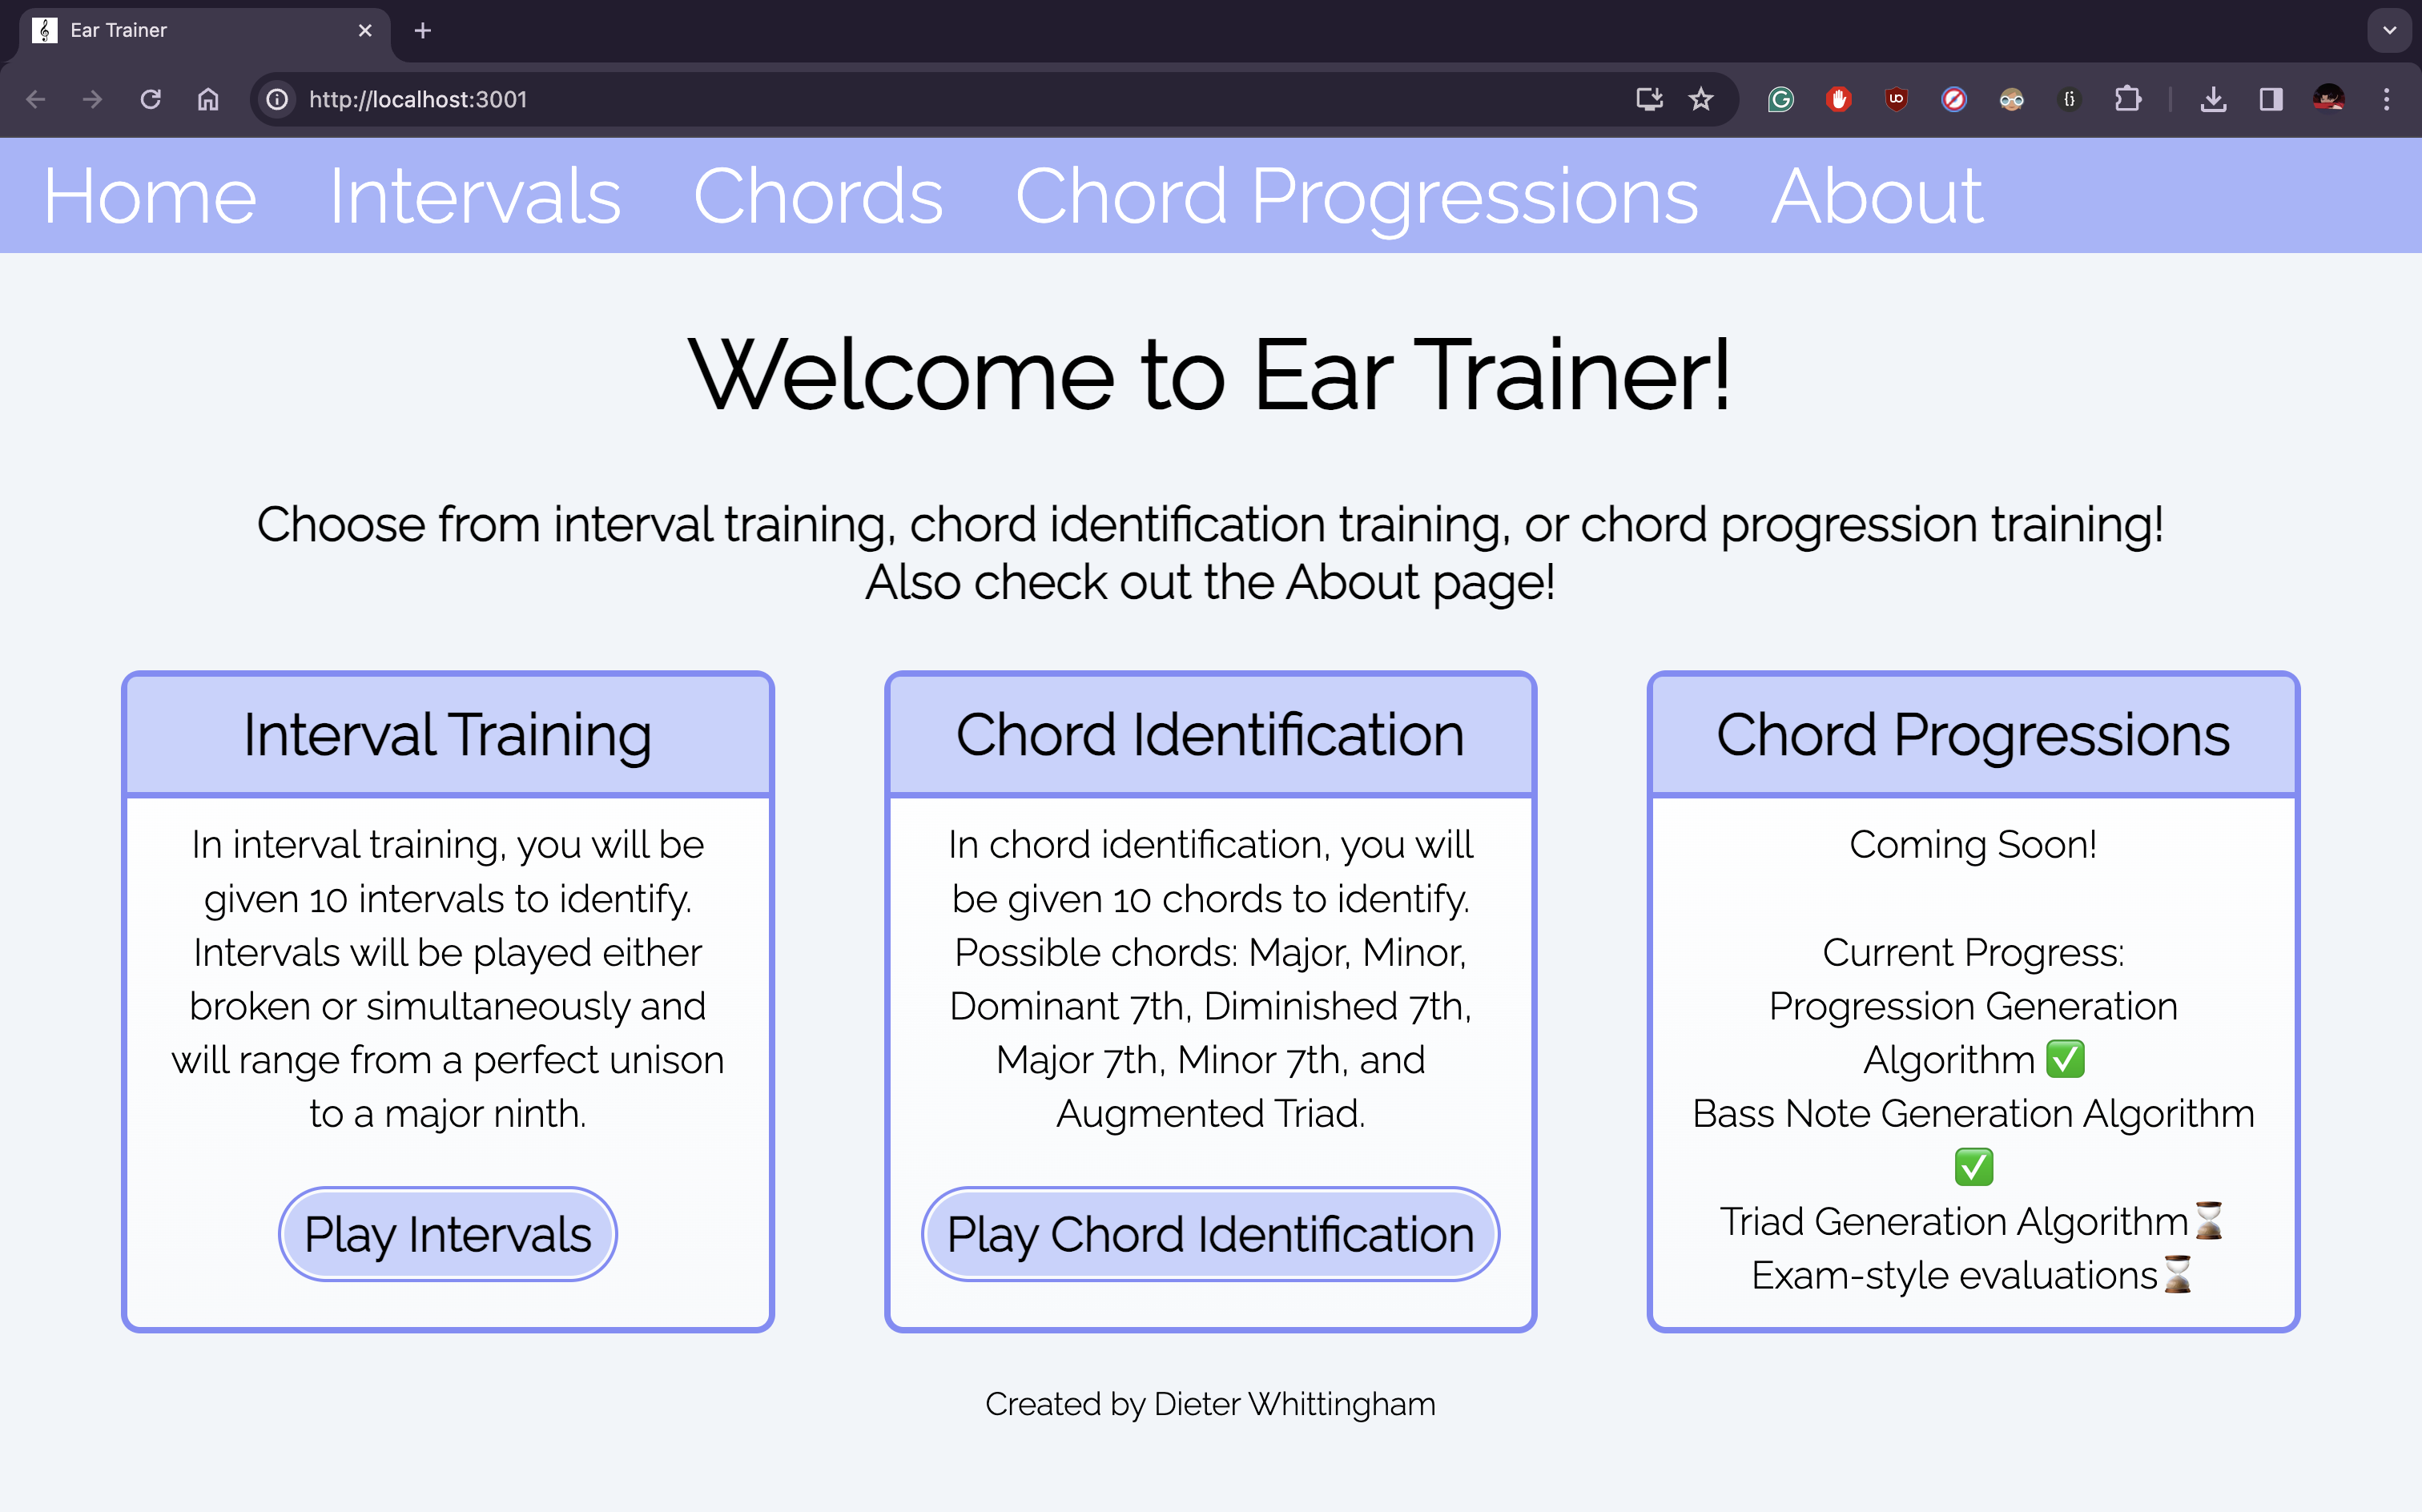 Ear Trainer
http://localhost:3001
Home Intervals Chords Chord Progressions About
Welcome to Ear Trainer!
Choose from interval training, chord identification training, or chord progression training!
Also check out the About page!
Interval Training
In interval training, you will be
given 10 intervals to identify.
Intervals will be played either
broken or simultaneously and
will range from a perfect unison
to a major ninth.
Play Intervals
Chord Identification
In chord identification, you will
be given 10 chords to identify.
Possible chords: Major, Minor,
Dominant 7th, Diminished 7th,
Major 7th, Minor 7th, and
Augmented Triad.
Play Chord Identification
Chord Progressions
Coming Soon!
Current Progress:
Progression Generation
Algorithm ✅
Bass Note Generation Algorithm
✅
Triad Generation Algorithm⏳
Exam-style evaluations⏳
Created by Dieter Whittingham